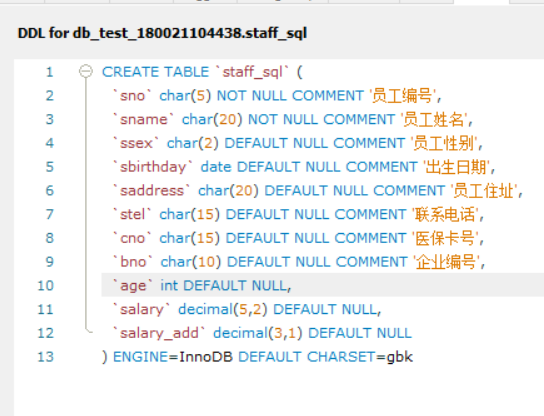 DDL for db_test_180021104438.staff_sql
1 CREATE TABLE `staff_sql` (
2 `sno` char(5) NOT NULL COMMENT '员工编号',
3 `sname` char(20) NOT NULL COMMENT '员工姓名',
4 `ssex` char(2) DEFAULT NULL COMMENT '员工性别',
5 `sbirthday` date DEFAULT NULL COMMENT '出生日期',
6 `saddress` char(20) DEFAULT NULL COMMENT '员工住址',
7 `stel` char(15) DEFAULT NULL COMMENT '联系电话',
8 `cno` char(15) DEFAULT NULL COMMENT '医保卡号',
9 `bno` char(10) DEFAULT NULL COMMENT '企业编号',
10 `age` int DEFAULT NULL,
11 `salary` decimal(5,2) DEFAULT NULL,
12 `salary_add` decimal(3,1) DEFAULT NULL
13 ) ENGINE=InnoDB DEFAULT CHARSET=gbk